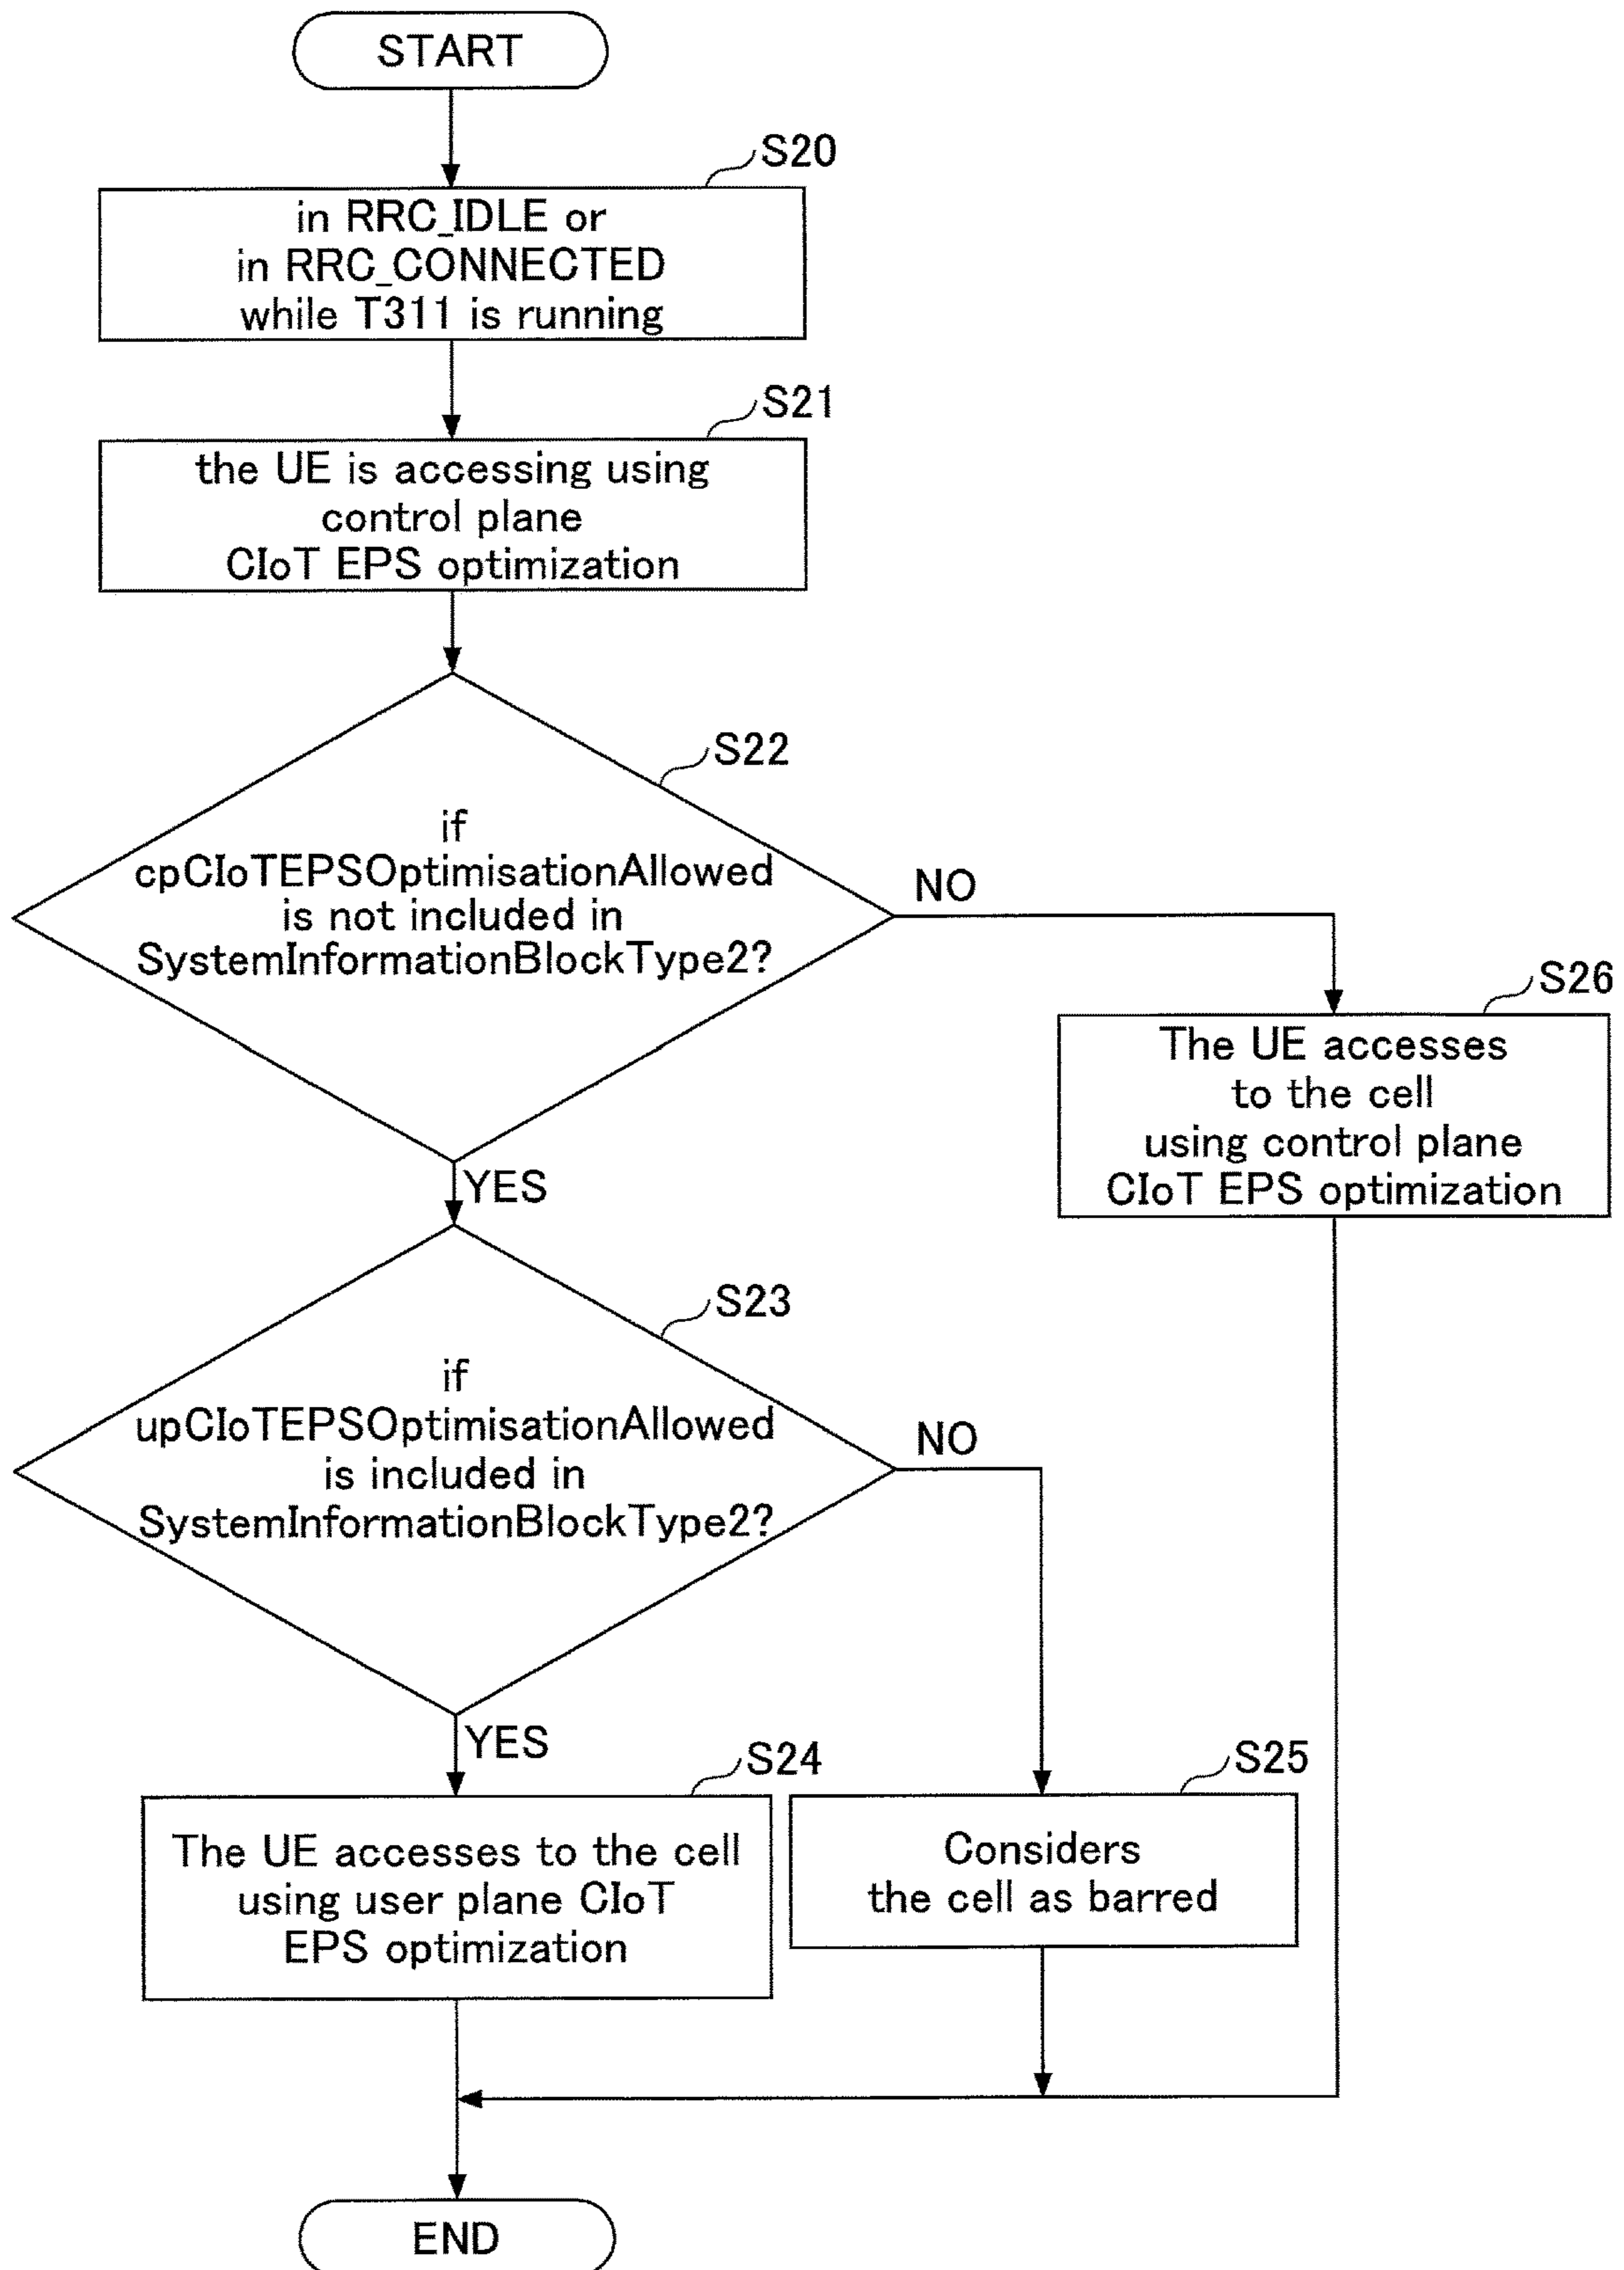 START
S20
in RRC_IDLE or
in RRC_CONNECTED
while T311 is running
S21
the UE is accessing using
control plane
CIoT EPS optimization
S22
if
cpCIoTEPSOptimisationAllowed
is not included in
SystemInformationBlockType2?
NO
S26
The UE accesses
to the cell
using control plane
CIoT EPS optimization
YES
S23
if
upCIoTEPSOptimisationAllowed
is included in
SystemInformationBlockType2?
NO
YES
S24
The UE accesses to the cell
using user plane CIoT
EPS optimization
S25
Considers
the cell as barred
END